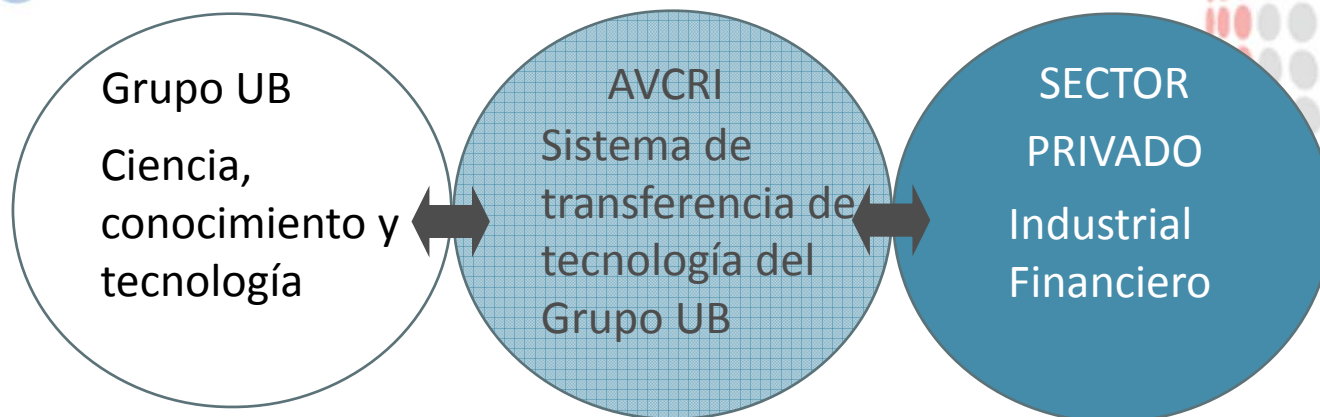 Grupo UB
Ciencia,
conocimiento y
tecnología
AVCRI
Sistema de
transferencia de
tecnología del
Grupo UB
SECTOR
PRIVADO
Industrial
Financiero